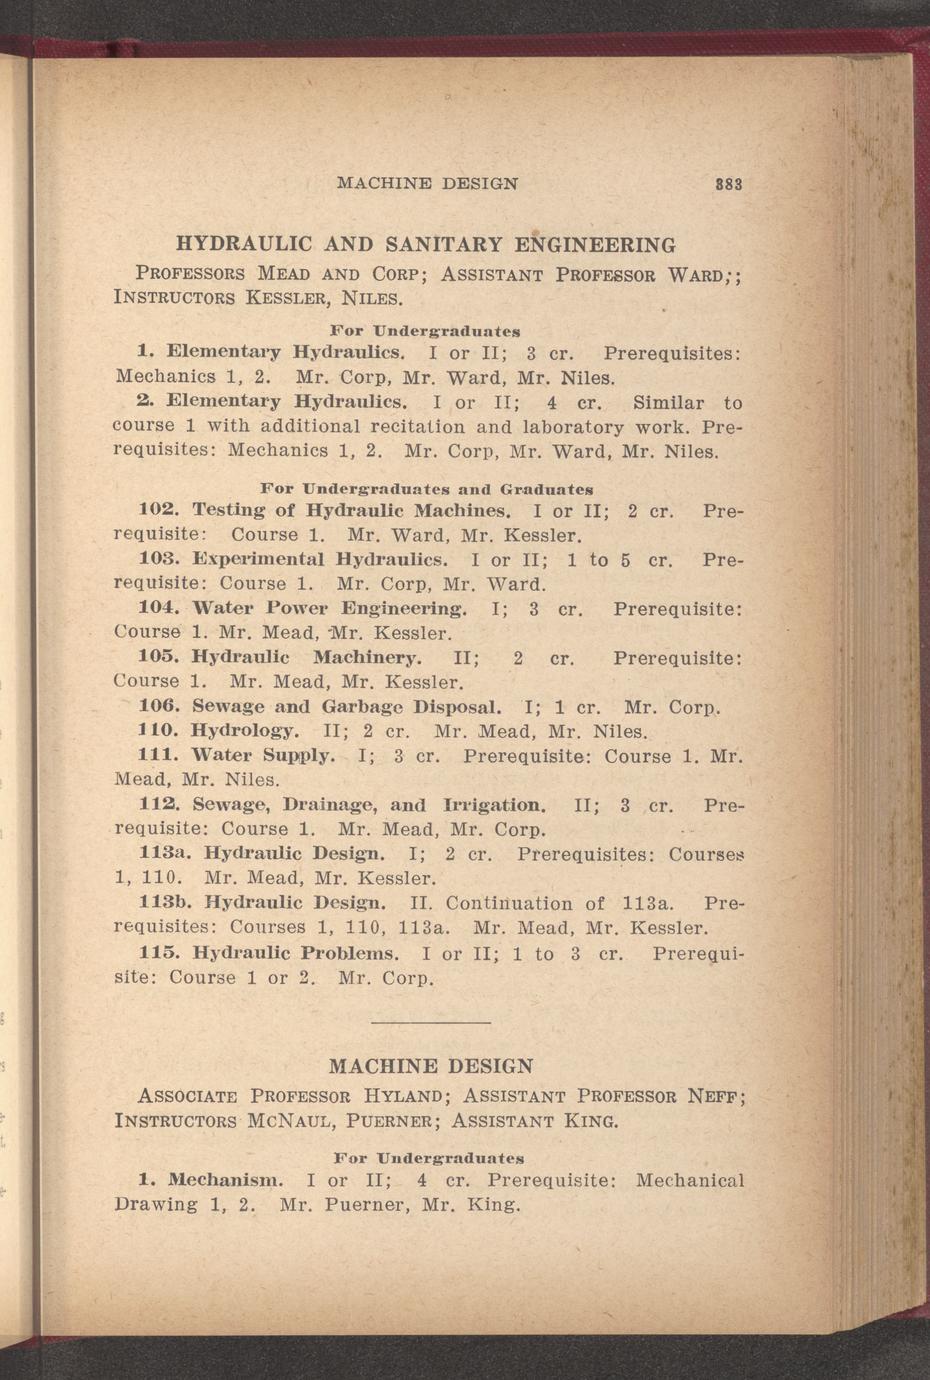 MACHINE DESIGN 383
HYDRAULIC AND SANITARY ENGINEERING
PROFESSORS MEAD AND CORP; ASSISTANT PROFESSOR WARD,;
INSTRUCTORS KESSLER, NILES.
For Undergraduates
1. Elementary Hydraulics. I or II; 3 cr. Prerequisites:
Mechanics 1, 2. Mr. Corp, Mr. Ward, Mr. Niles.
2. Elementary Hydraulics. I or II; 4 cr. Similar to
course 1 with additional recitation and laboratory work. Pre-
requisites: Mechanics 1, 2. Mr. Corp, Mr. Ward, Mr. Niles.
For Undergraduates and Graduates
102. Testing of Hydraulic Machines. I or II; 2 cr. Pre-
requisite: Course 1. Mr. Ward, Mr. Kessler.
103. Experimental Hydraulics. I or II; 1 to 5 cr. Pre-
requisite: Course 1. Mr. Corp, Mr. Ward.
104. Water Power Engineering. I; 3 cr. Prerequisite:
Course 1. Mr. Mead, Mr. Kessler.
105. Hydraulic Machinery. II; 2 cr. Prerequisite:
Course 1. Mr. Mead, Mr. Kessler.
106. Sewage and Garbage Disposal. I; 1 cr. Mr. Corp.
110. Hydrology. II; 2 cr. Mr. Mead, Mr. Niles.
111. Water Supply. I; 3 cr. Prerequisite: Course 1. Mr.
Mead, Mr. Niles.
112. Sewage, Drainage, and Irrigation. II; 3 cr. Pre-
requisite: Course 1. Mr. Mead, Mr. Corp.
113a. Hydraulic Design. I; 2 cr. Prerequisites: Courses
1, 110. Mr. Mead, Mr. Kessler.
113b. Hydraulic Design. II. Continuation of 113a. Pre-
requisites: Courses 1, 110, 113a. Mr. Mead, Mr. Kessler.
115. Hydraulic Problems. I or II; 1 to 3 cr. Prerequi-
site: Course 1 or 2. Mr. Corp.
MACHINE DESIGN
ASSOCIATE PROFESSOR HYLAND; ASSISTANT PROFESSOR NEFF;
INSTRUCTORS MCNAUL, PUERNER; ASSISTANT KING.
For Undergraduates
1. Mechanism. I or II; 4 cr. Prerequisite: Mechanical
Drawing 1, 2. Mr. Puerner, Mr. King.